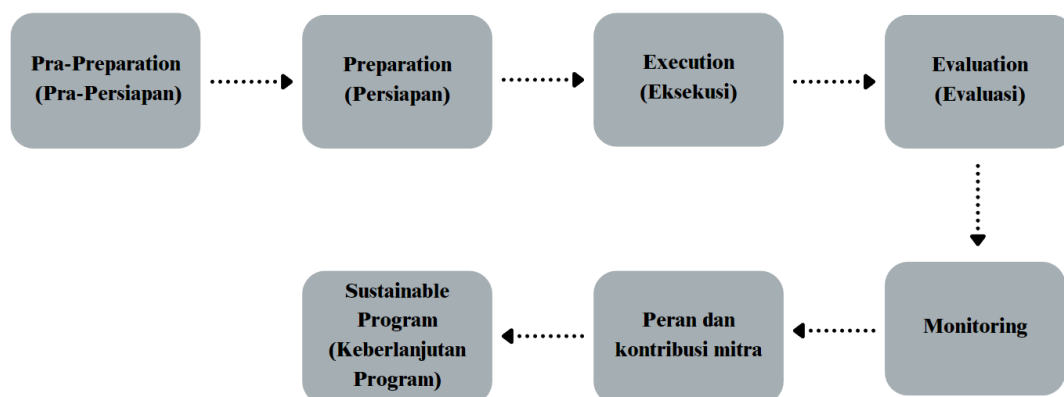 Pra-Preparation
(Pra-Persiapan)
Preparation
(Persiapan)
Execution
(Eksekusi)
Evaluation
(Evaluasi)
Monitoring
Peran dan
kontribusi mitra
Sustainable
Program
(Keberlanjutan
Program)